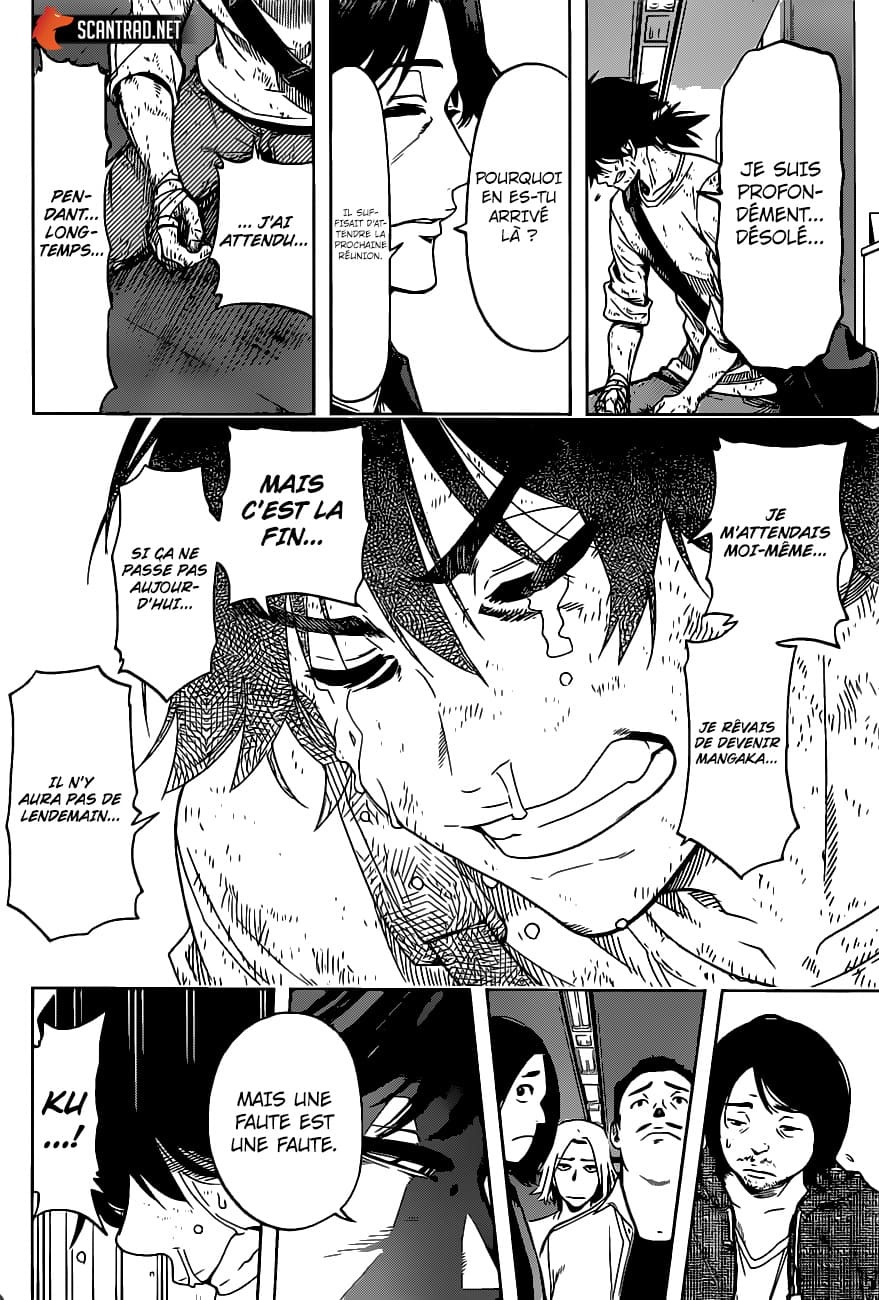 SCANTRAD.NET
JE SUIS
PROFON-
DÉMENT...
DÉSOLÉ...
POURQUOI
EN ES-TU
ARRIVÉ
LÀ ?
IL SUF-
FISAIT D'AT-
TENDRE LA
PROCHAINE
RÉUNION.
... J'AI
ATTENDU...
PEN-
DANT...
LONG-
TEMPS...
JE
M'ATTENDAIS
MOI-MÊME...
JE RÊVAIS
DE DEVENIR
MANGAKA...
MAIS
C'EST LA
FIN...
SI ÇA NE
PASSE PAS
AUJOUR-
D'HUI...
IL N'Y
AURA PAS DE
LENDEMAIN...
MAIS UNE
FAUTE EST
UNE FAUTE.
KU
...!